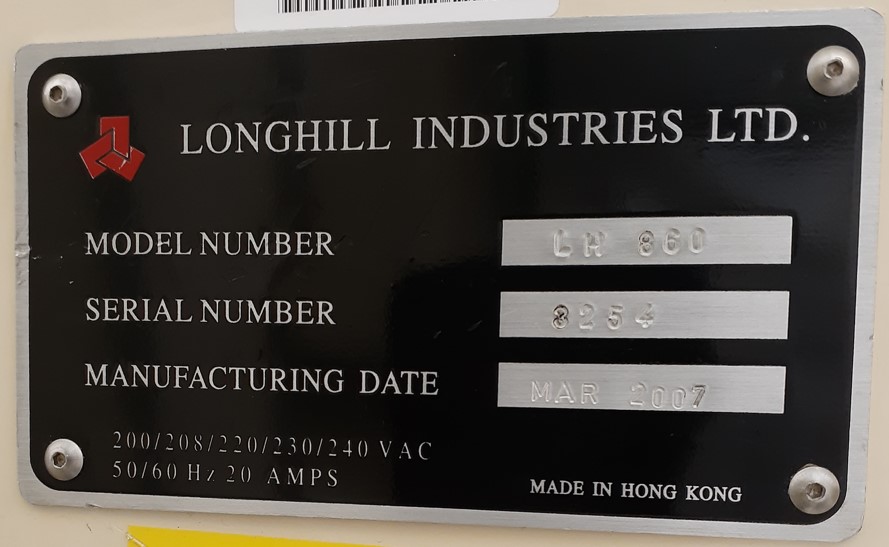 LONGHILL INDUSTRIES LTD.
MODEL NUMBER LH 860
SERIAL NUMBER 8254
MANUFACTURING DATE MAR 2007
200/208/220/230/240 VAC
50/60 Hz 20 AMPS
MADE IN HONG KONG